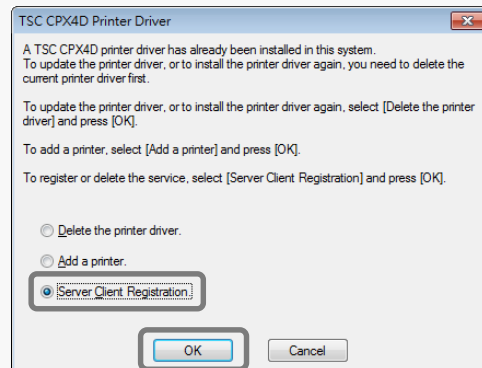 TSC CPX4D Printer Driver
A TSC CPX4D printer driver has already been installed in this system.
To update the printer driver, or to install the printer driver again, you need to delete the
current printer driver first.
To update the printer driver, or to install the printer driver again, select [Delete the printer
driver] and press [OK].
To add a printer, select [Add a printer] and press [OK].
To register or delete the service, select [Server Client Registration] and press [OK].
Delete the printer driver.
Add a printer.
Server Client Registration.
OK
Cancel